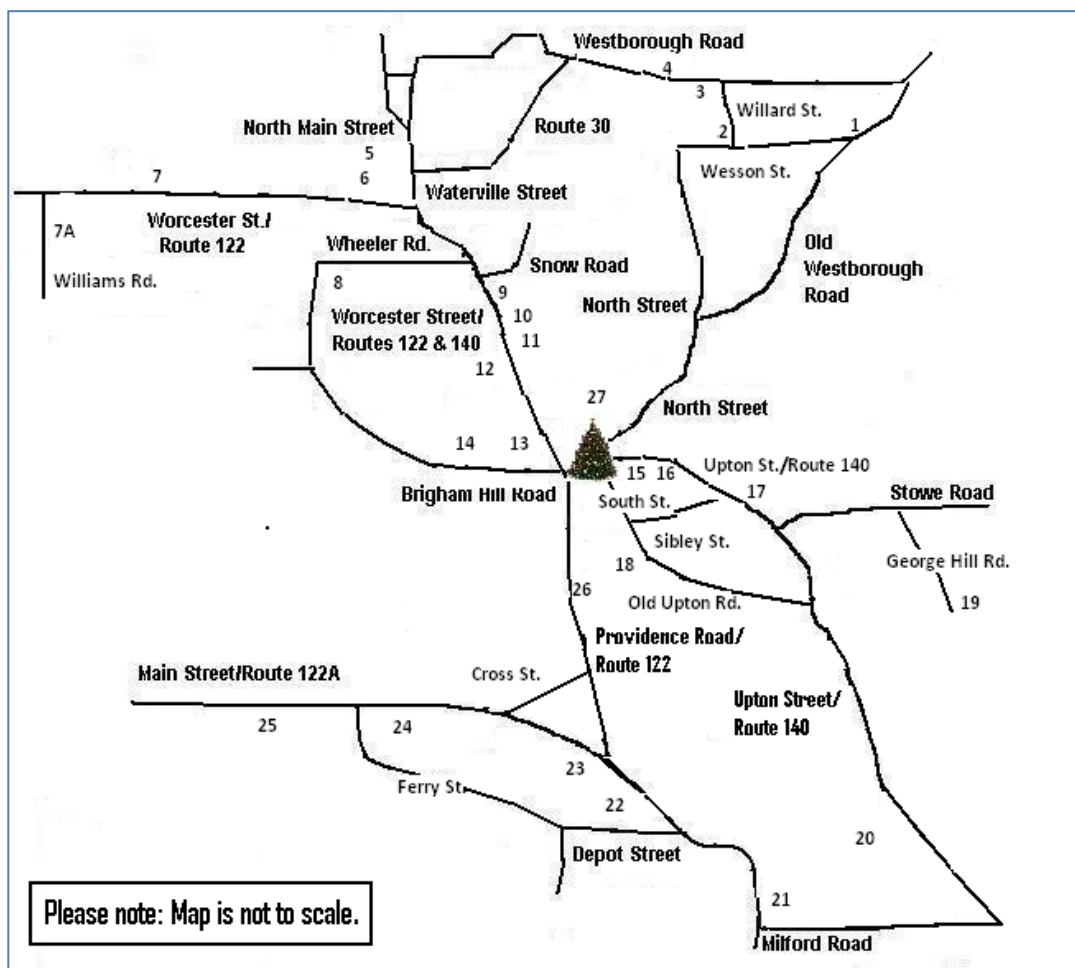 Westborough Road
4
3
Willard St.
1
North Main Street
Route 30
2
5
6
Wesson St.
7
Waterville Street
Worcester St./
Route 122
7A
Williams Rd.
Wheeler Rd.
Snow Road
Old
Westborough
Road
8
9
North Street
10
Worcester Street/
Routes 122 & 140
11
12
27
North Street
14
13
15
16
Upton St./Route 140
Brigham Hill Road
South St.
17
Stowe Road
Sibley St.
18
George Hill Rd.
26
Old Upton Rd.
19
Providence Road/
Route 122
Main Street/Route 122A
Cross St.
Upton Street/
Route 140
25
24
23
Ferry St.
22
20
Depot Street
21
Please note: Map is not to scale.
Milford Road